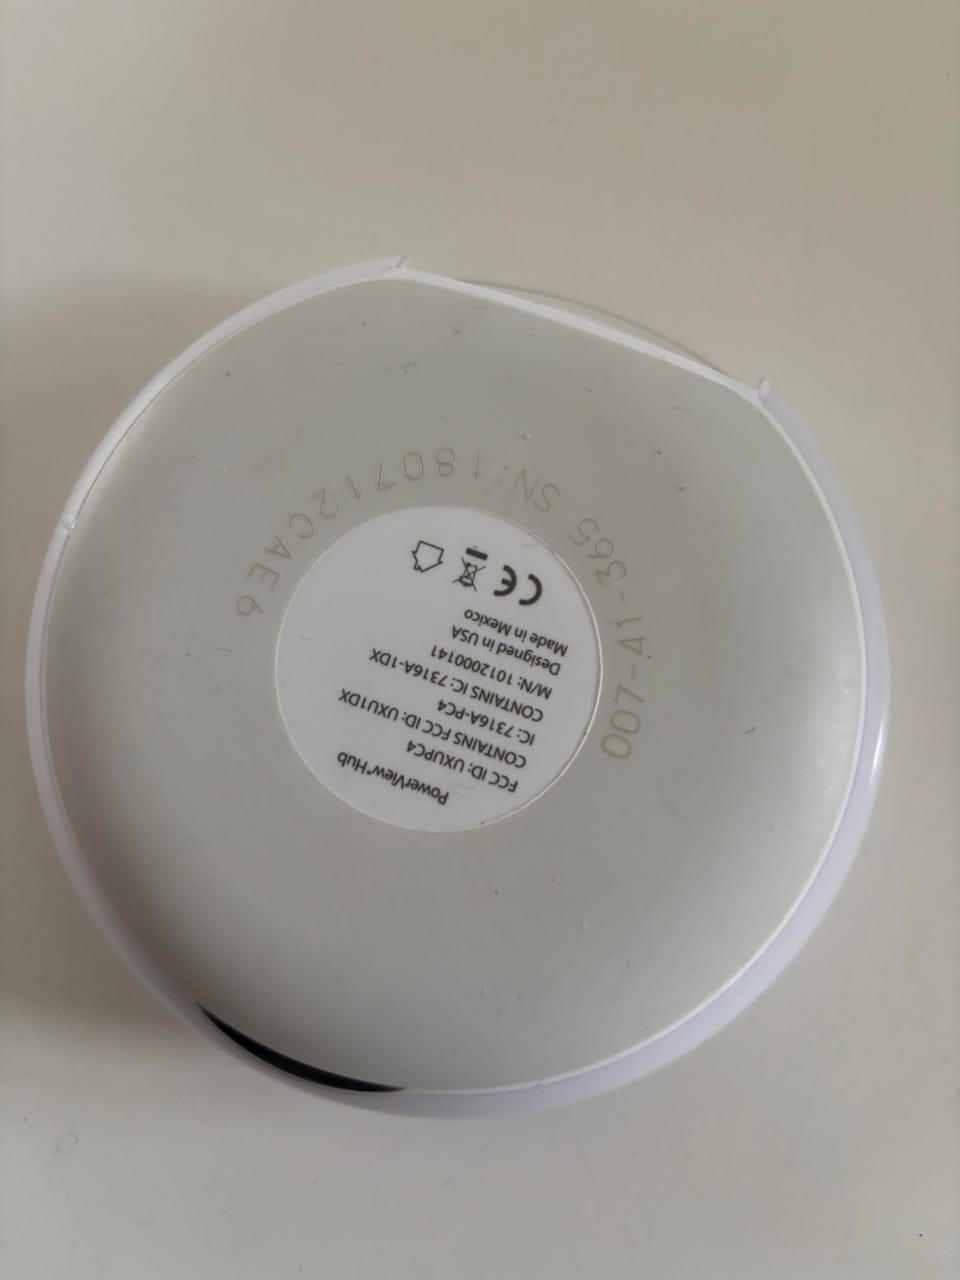 PowerView® Hub
FCC ID: UXUPC4
CONTAINS FCC ID: UXU1DX
IC: 7316A-PC4
CONTAINS IC: 7316A-1DX
M/N: 1012000141
Designed in USA
Made in Mexico
CE
007-41-365 SN:180712CAE6